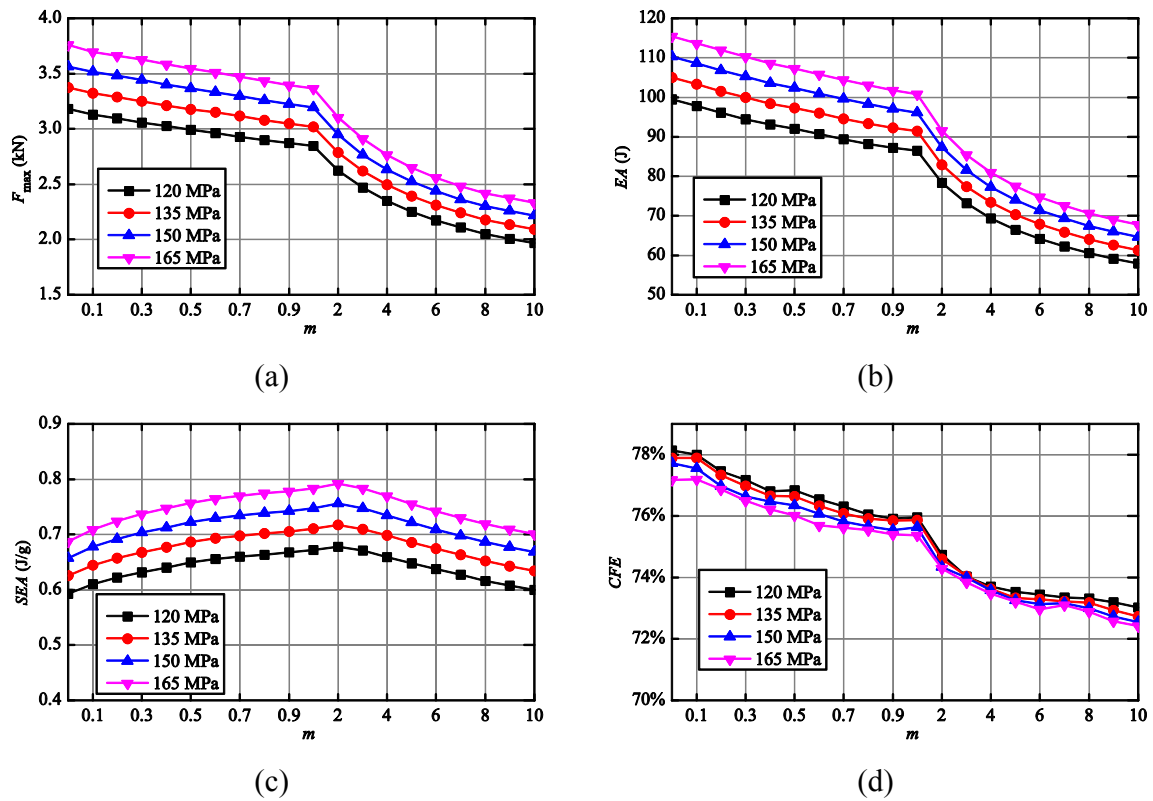 4.0
3.5
3.0
2.5
2.0
1.5
F max (kN)
120 MPa
135 MPa
150 MPa
165 MPa
0.1 0.3 0.5 0.7 0.9 2 4 6 8 10
m
(a)
120
110
100
90
80
70
60
50
EA (J)
120 MPa
135 MPa
150 MPa
165 MPa
0.1 0.3 0.5 0.7 0.9 2 4 6 8 10
m
(b)
0.9
0.8
0.7
0.6
0.5
0.4
SEA (J/g)
120 MPa
135 MPa
150 MPa
165 MPa
0.1 0.3 0.5 0.7 0.9 2 4 6 8 10
m
(c)
78%
76%
74%
72%
70%
CFE
120 MPa
135 MPa
150 MPa
165 MPa
0.1 0.3 0.5 0.7 0.9 2 4 6 8 10
m
(d)